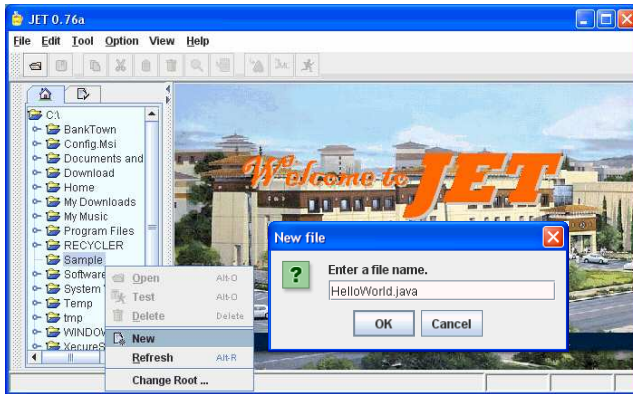 JET 0.76a
File Edit Tool Option View Help
Welcome to JET
C:\
BankTown
Config.Msi
Documents and
Download
Home
My Downloads
My Music
Program Files
RECYCLER
Sample
Software
System
Temp
tmp
WINDOW
XecureS
Open Alt-O
Test Alt-O
Delete Delete
New
Refresh Alt-R
Change Root ...
New file
Enter a file name.
HelloWorld.java
OK Cancel